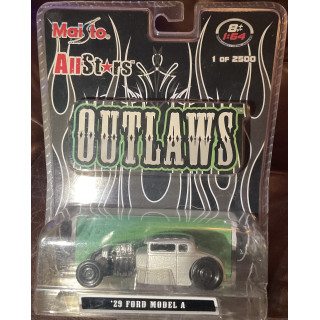 Maisto.
AllStars
8+
1:64
1 OF 2500
OUTLAWS
'29 FORD MODEL A